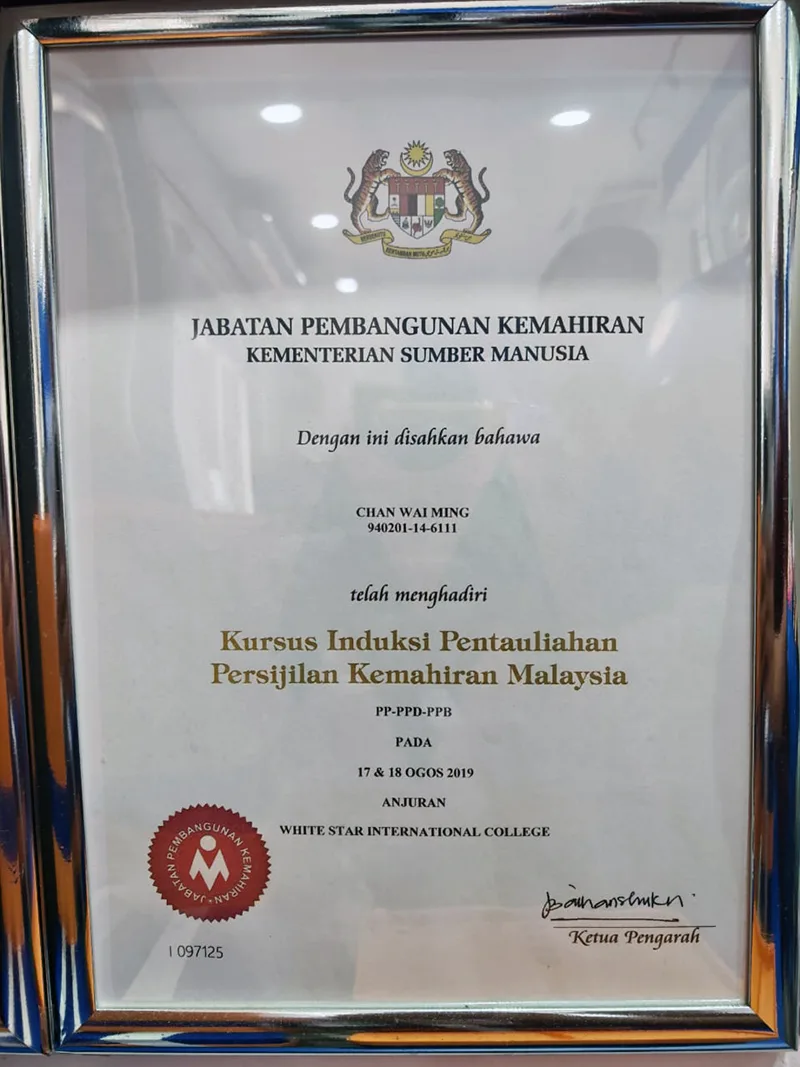 JABATAN PEMBANGUNAN KEMAHIRAN
KEMENTERIAN SUMBER MANUSIA
Dengan ini disahkan bahawa
CHAN WAI MING
940201-14-6111
telah menghadiri
Kursus Induksi Pentauliahan
Persijilan Kemahiran Malaysia
PP-PPD-PPB
PADA
17 & 18 OGOS 2019
ANJURAN
WHITE STAR INTERNATIONAL COLLEGE
JABATAN PEMBANGUNAN KEMAHIRAN
Ketua Pengarah
I 097125